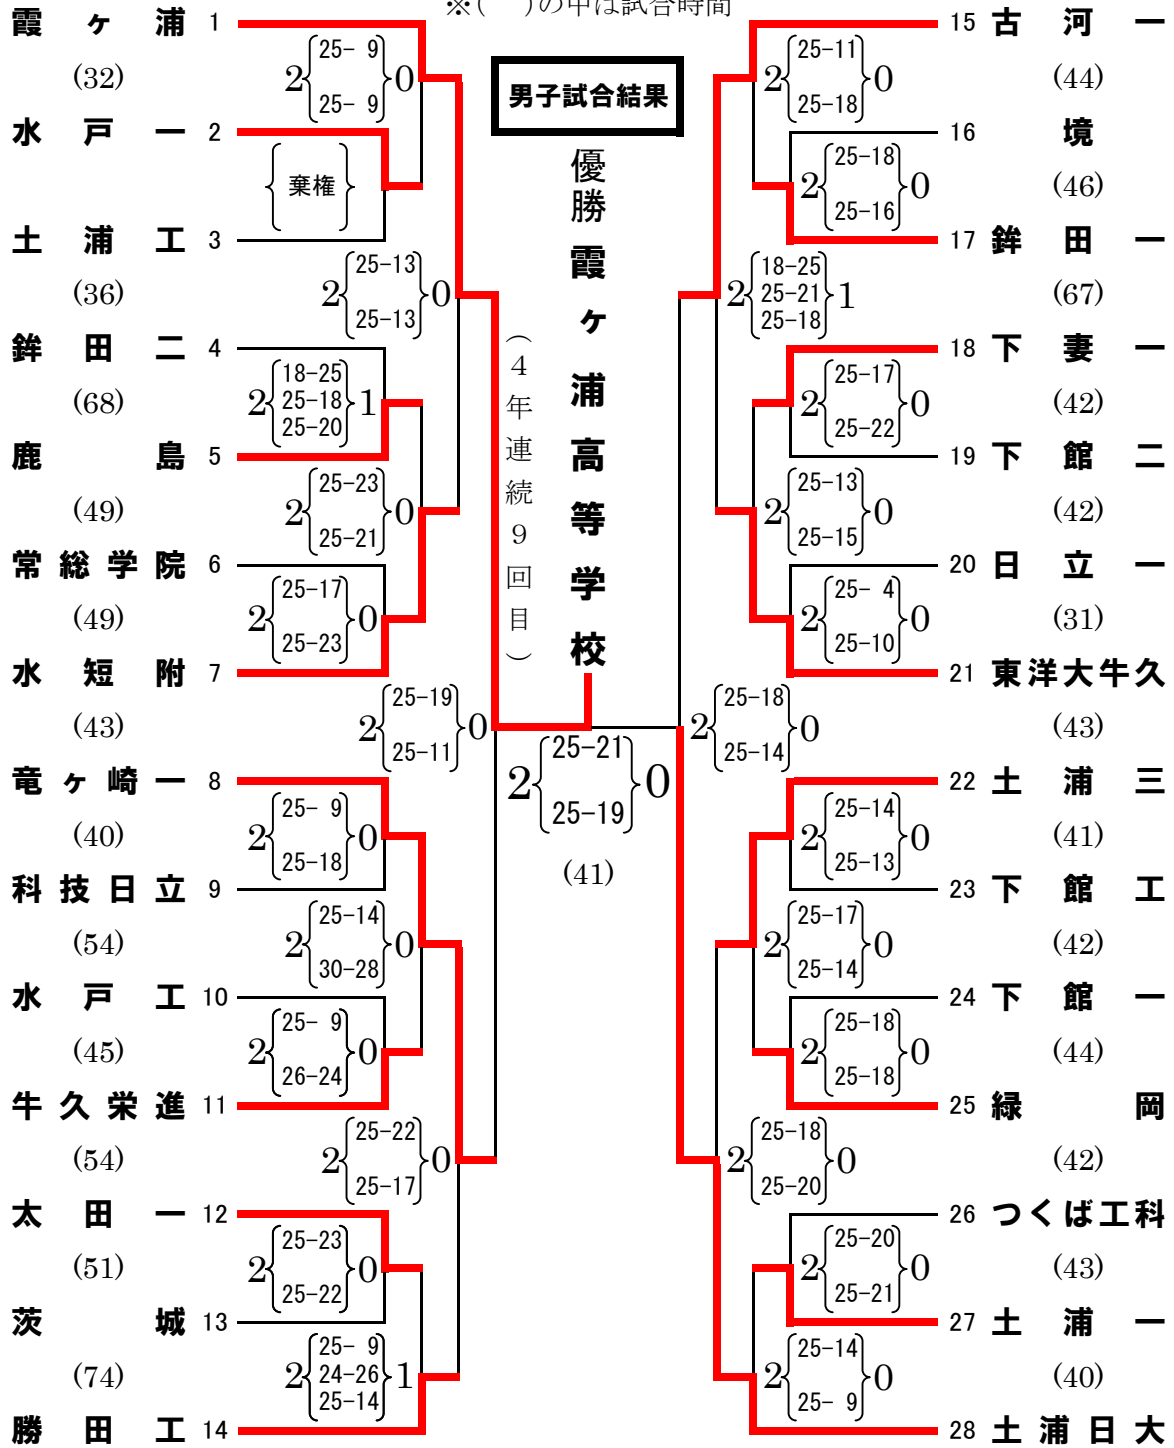 ※(　)の中は試合時間
男子試合結果
優勝 霞ヶ浦高等学校
（4年連続9回目）
霞ヶ浦 1
(32)
2 25- 9 0
25- 9
水戸一 2
棄権
土浦工 3
(36)
2 25-13 0
25-13
鉾田二 4
(68)
18-25
2 25-18 1
25-20
鹿島 5
(49)
2 25-23 0
25-21
常総学院 6
(49)
2 25-17 0
25-23
水短附 7
(43)
2 25-19 0
25-11
竜ヶ崎一 8
(40)
2 25- 9 0
25-18
科技日立 9
(54)
2 25-14 0
30-28
水戸工 10
(45)
2 25- 9 0
26-24
牛久栄進 11
(54)
2 25-22 0
25-17
太田一 12
(51)
2 25-23 0
25-22
茨城 13
(74)
25- 9
2 24-26 1
25-14
勝田工 14
2 25-21 0
25-19
(41)
15 古河一
(44)
2 25-11 0
25-18
16 境
(46)
2 25-18 0
25-16
17 鉾田一
(67)
18-25
2 25-21 1
25-18
18 下妻一
(42)
2 25-17 0
25-22
19 下館二
(42)
2 25-13 0
25-15
20 日立一
(31)
2 25- 4 0
25-10
21 東洋大牛久
(43)
2 25-18 0
25-14
22 土浦三
(41)
2 25-14 0
25-13
23 下館工
(42)
2 25-17 0
25-14
24 下館一
(44)
2 25-18 0
25-18
25 緑岡
(42)
2 25-18 0
25-20
26 つくば工科
(43)
2 25-20 0
25-21
27 土浦一
(40)
2 25-14 0
25- 9
28 土浦日大